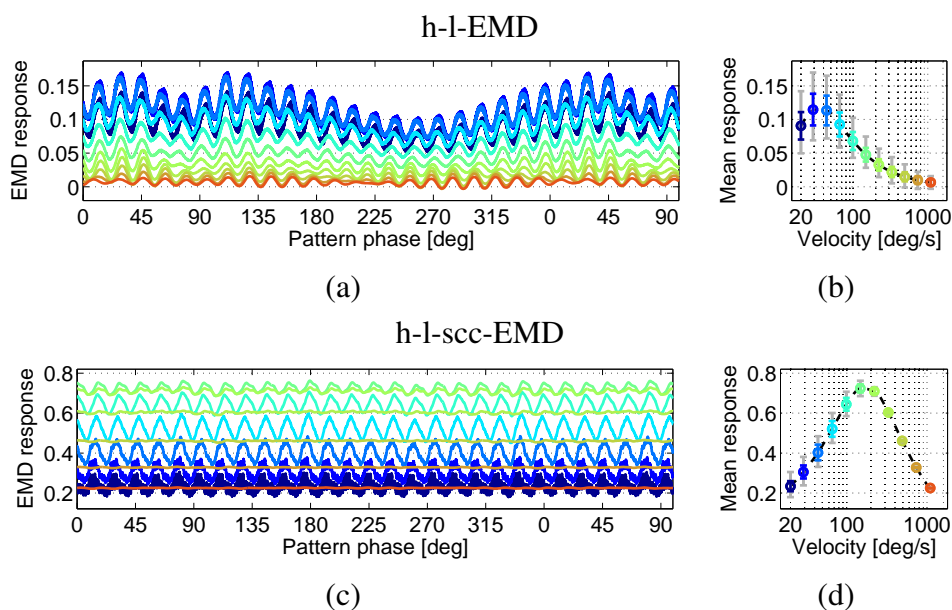 h-l-EMD
EMD response
0.15
0.1
0.05
0
0 45 90 135 180 225 270 315 0 45 90
Pattern phase [deg]
(a)
Mean response
0.15
0.1
0.05
0
20 100 1000
Velocity [deg/s]
(b)
h-l-scc-EMD
EMD response
0.8
0.6
0.4
0.2
0 45 90 135 180 225 270 315 0 45 90
Pattern phase [deg]
(c)
Mean response
0.8
0.6
0.4
0.2
20 100 1000
Velocity [deg/s]
(d)